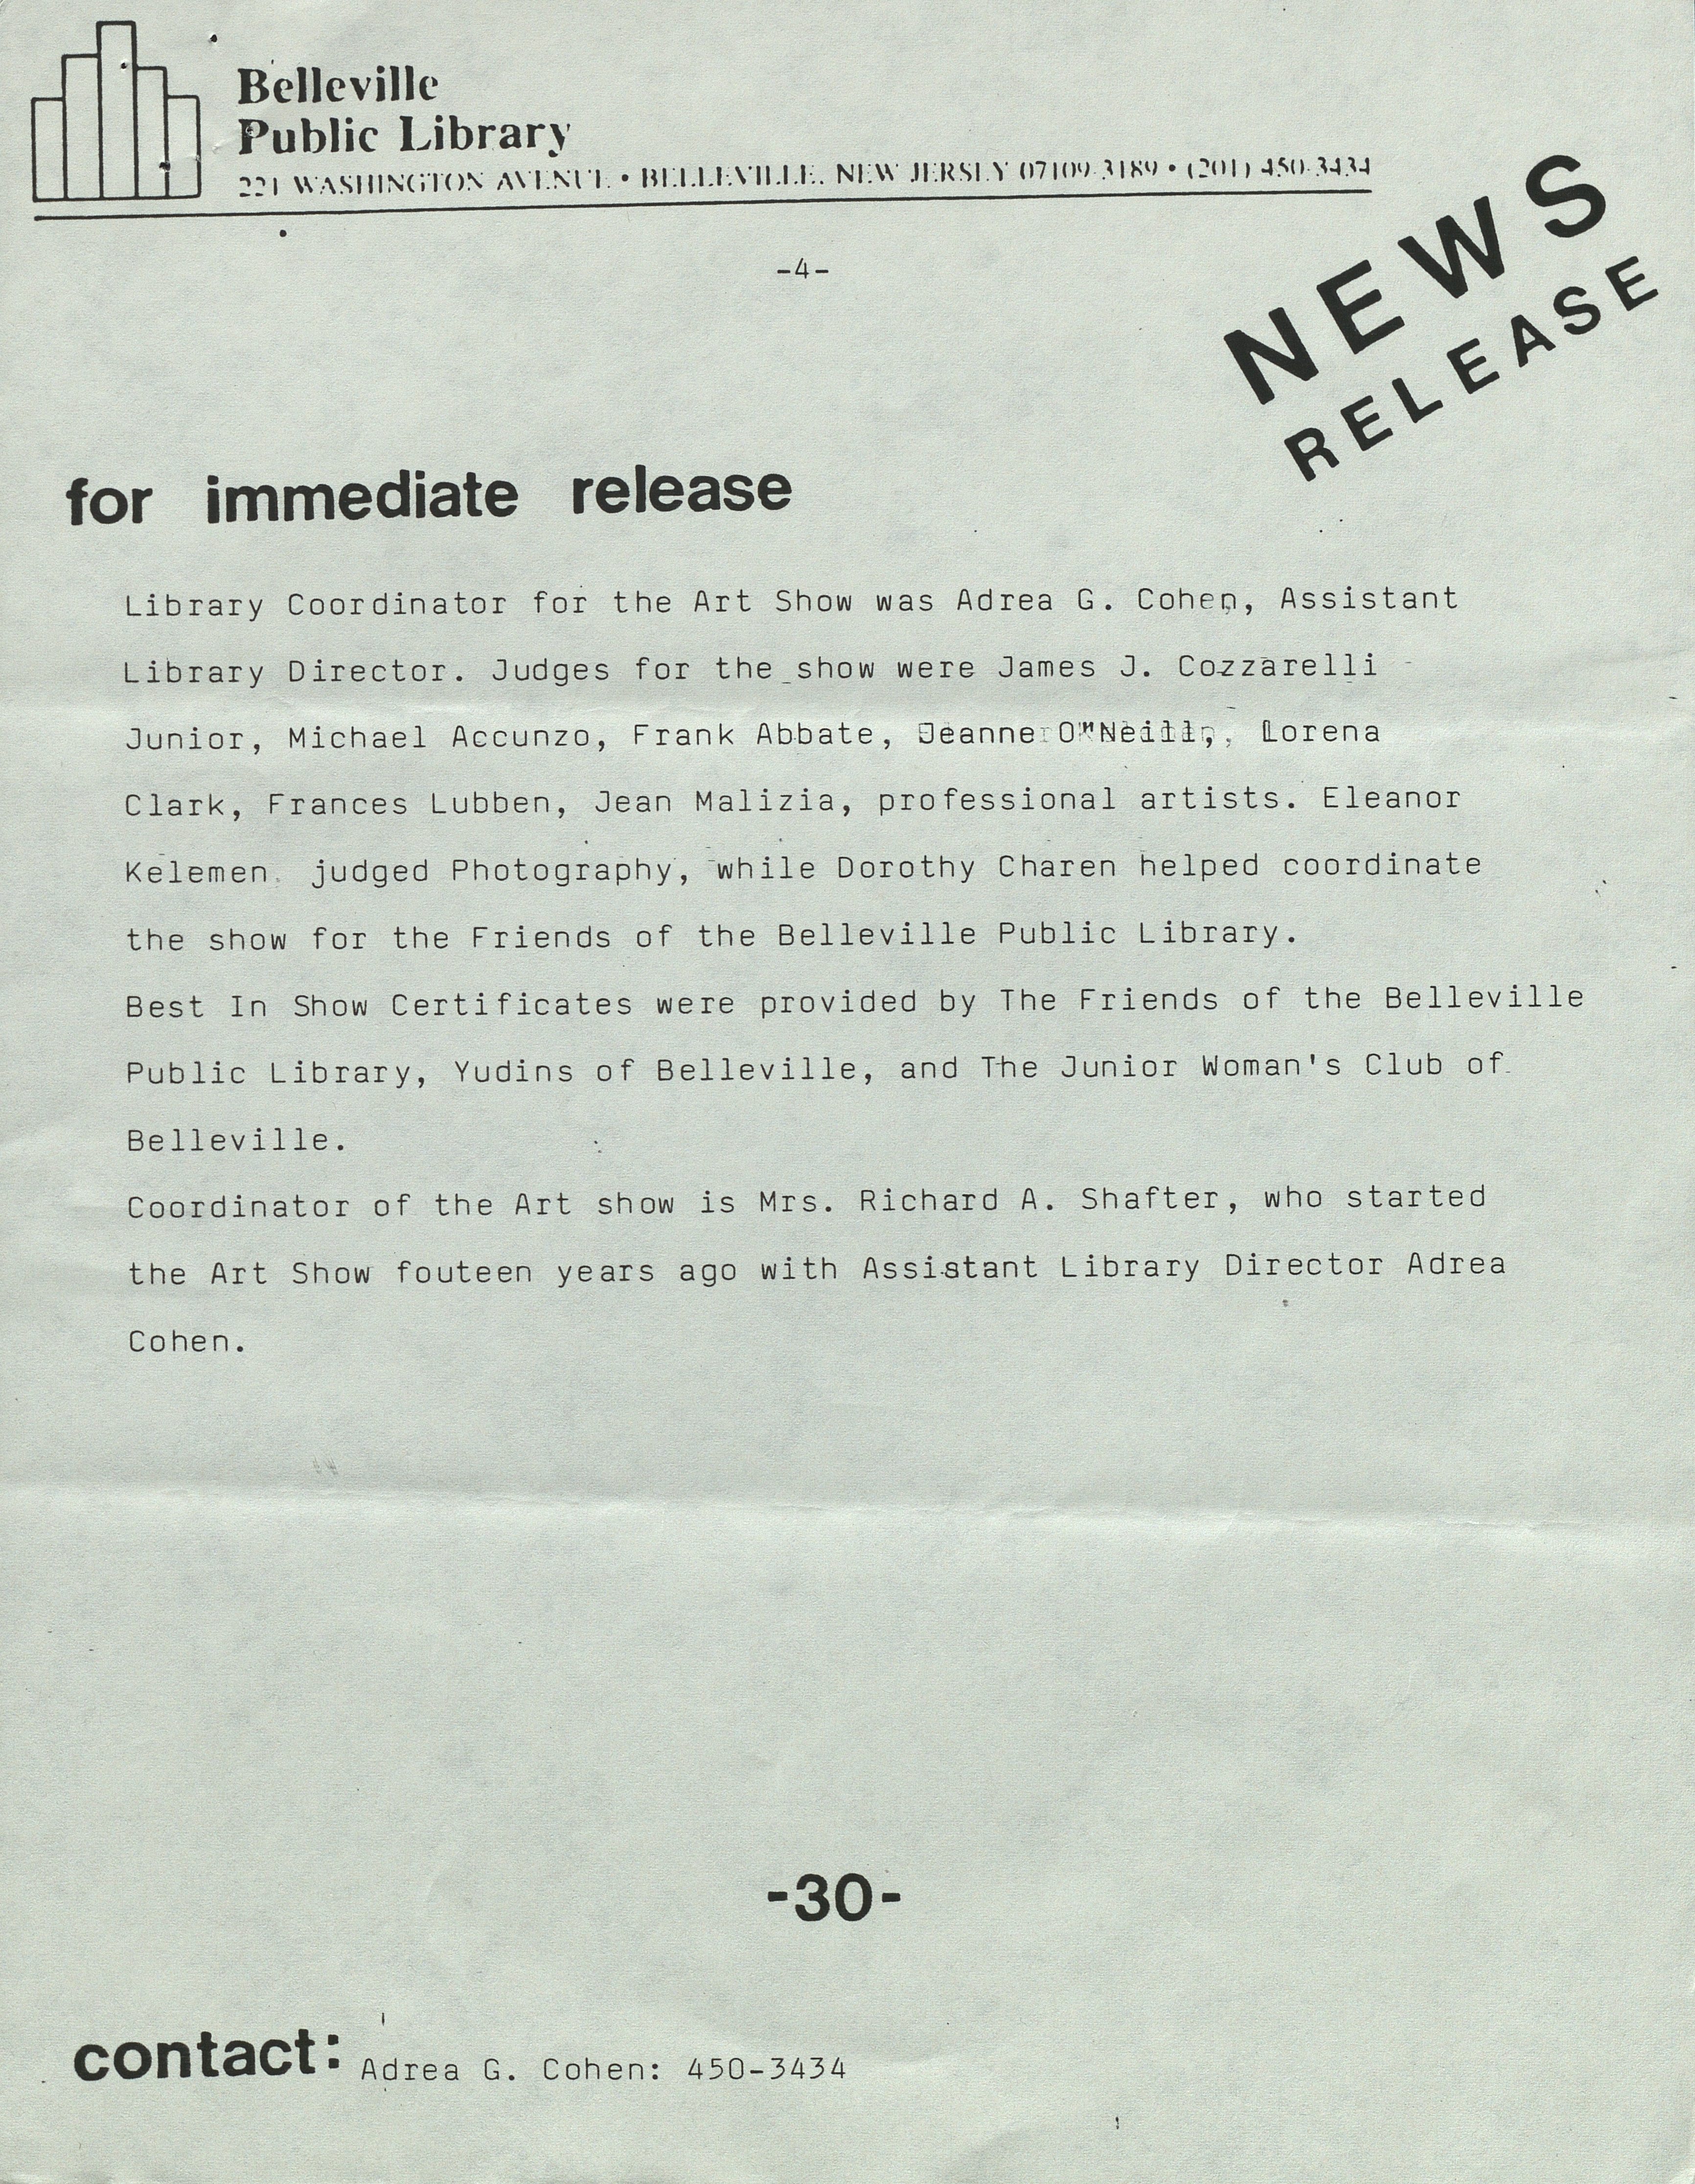 Belleville
Public Library
221 WASHINGTON AVENUE • BELLEVILLE, NEW JERSEY 07109-3189 • (201) 450-3434
NEWS
RELEASE
-4-
for immediate release
Library Coordinator for the Art Show was Adrea G. Cohen, Assistant
Library Director. Judges for the show were James J. Cozzarelli
Junior, Michael Accunzo, Frank Abbate, Jeanne O'Neill, Lorena
Clark, Frances Lubben, Jean Malizia, professional artists. Eleanor
Kelemen judged Photography, while Dorothy Charen helped coordinate
the show for the Friends of the Belleville Public Library.
Best In Show Certificates were provided by The Friends of the Belleville
Public Library, Yudins of Belleville, and The Junior Woman's Club of
Belleville.
Coordinator of the Art show is Mrs. Richard A. Shafter, who started
the Art Show fouteen years ago with Assistant Library Director Adrea
Cohen.
-30-
contact: Adrea G. Cohen: 450-3434